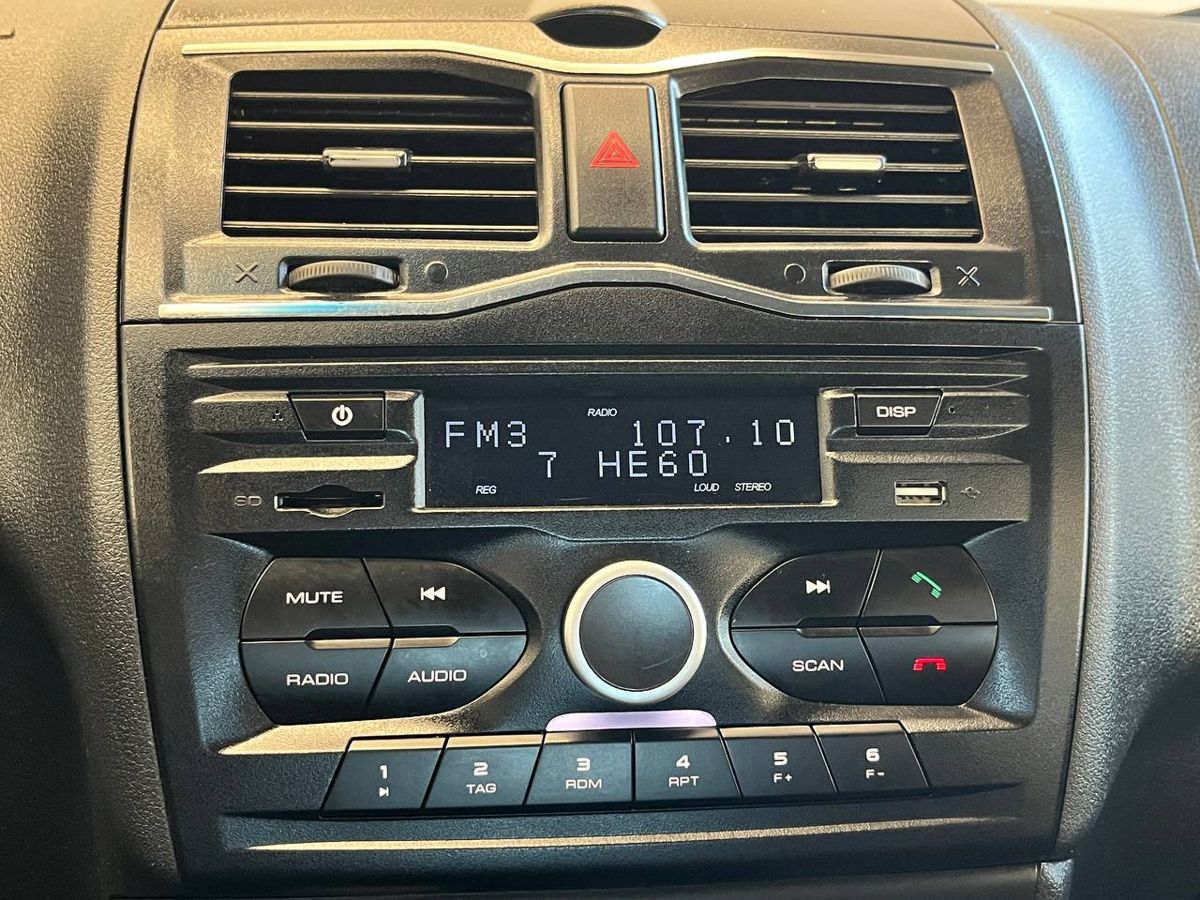 RADIO
FM3 107.10
7 НЕБО
REG LOUD STEREO
DISP
SD
MUTE
RADIO
AUDIO
SCAN
1
2
TAG
3
RDM
4
RPT
5
F+
6
F-